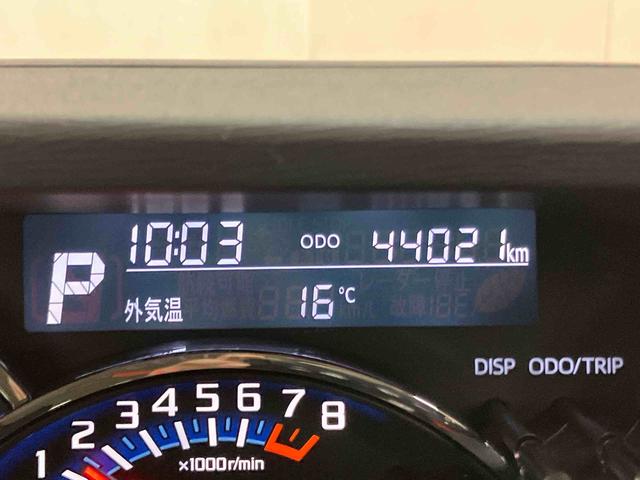 10:03 ODO 44021km
P
外気温 16℃
DISP ODO/TRIP
1 2 3 4 5 6 7 8
×1000r/min